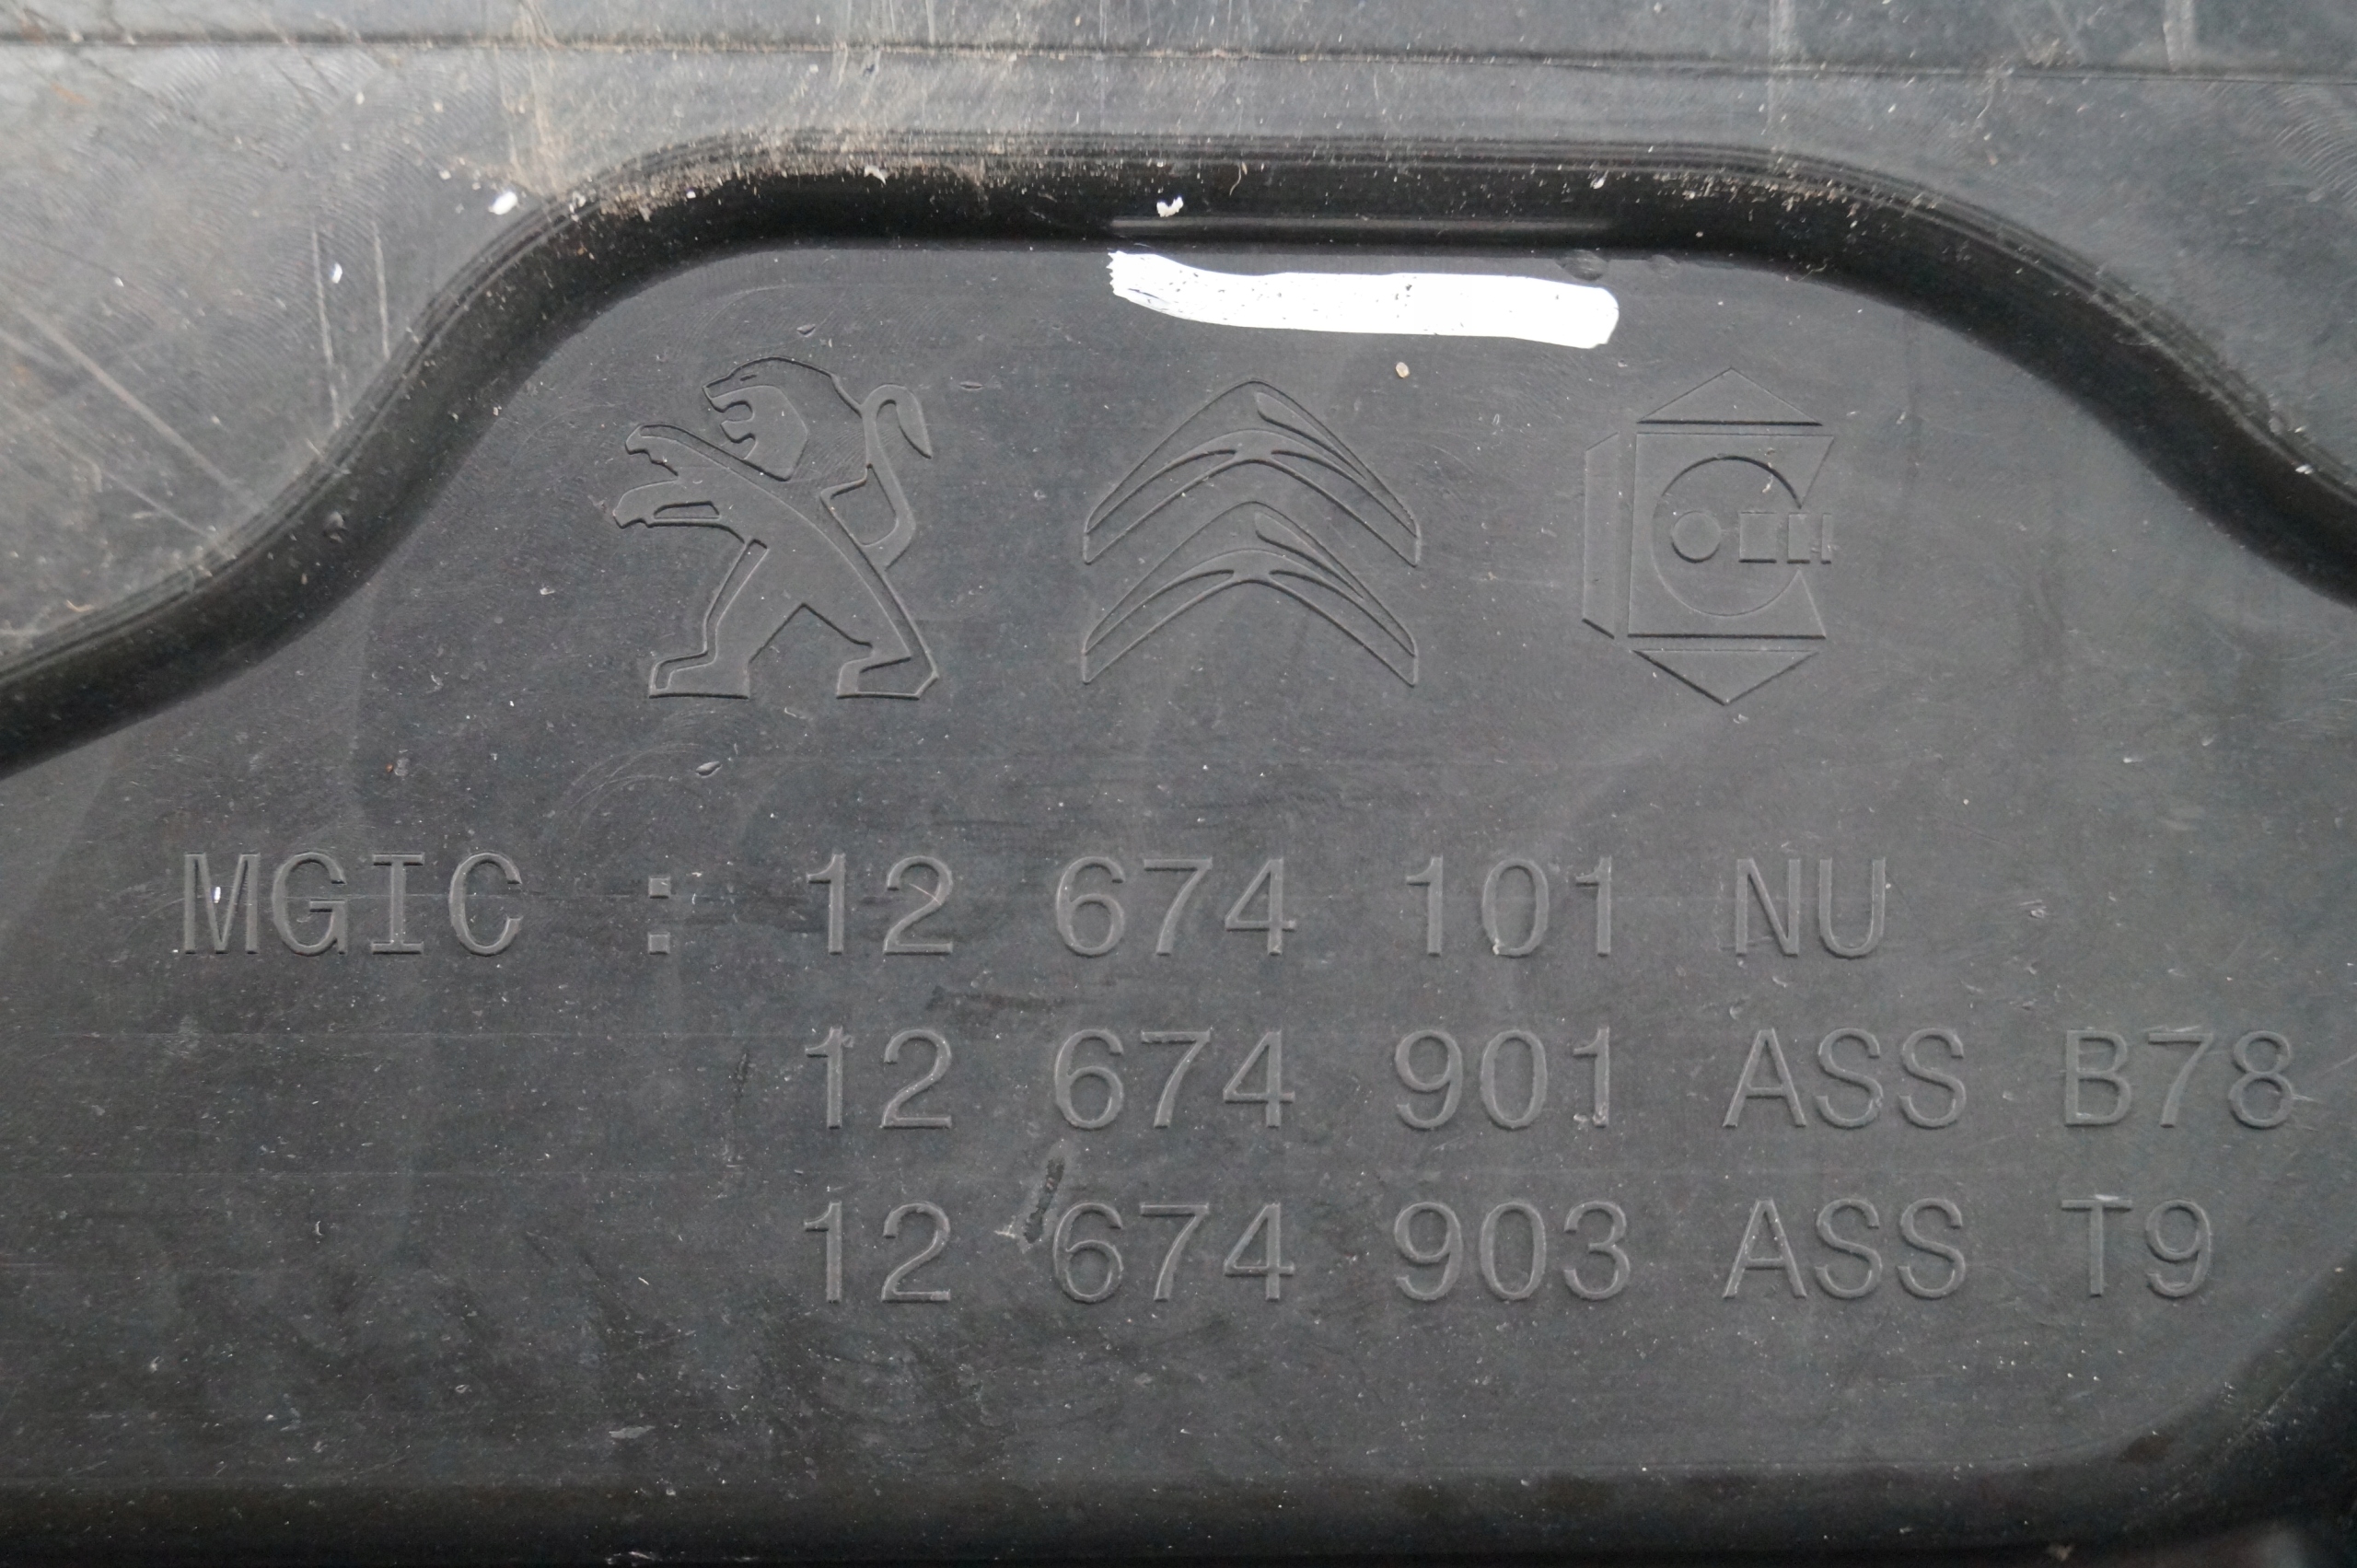 MGIC : 12 674 101 NU
12 674 901 ASS B78
12 674 903 ASS T9